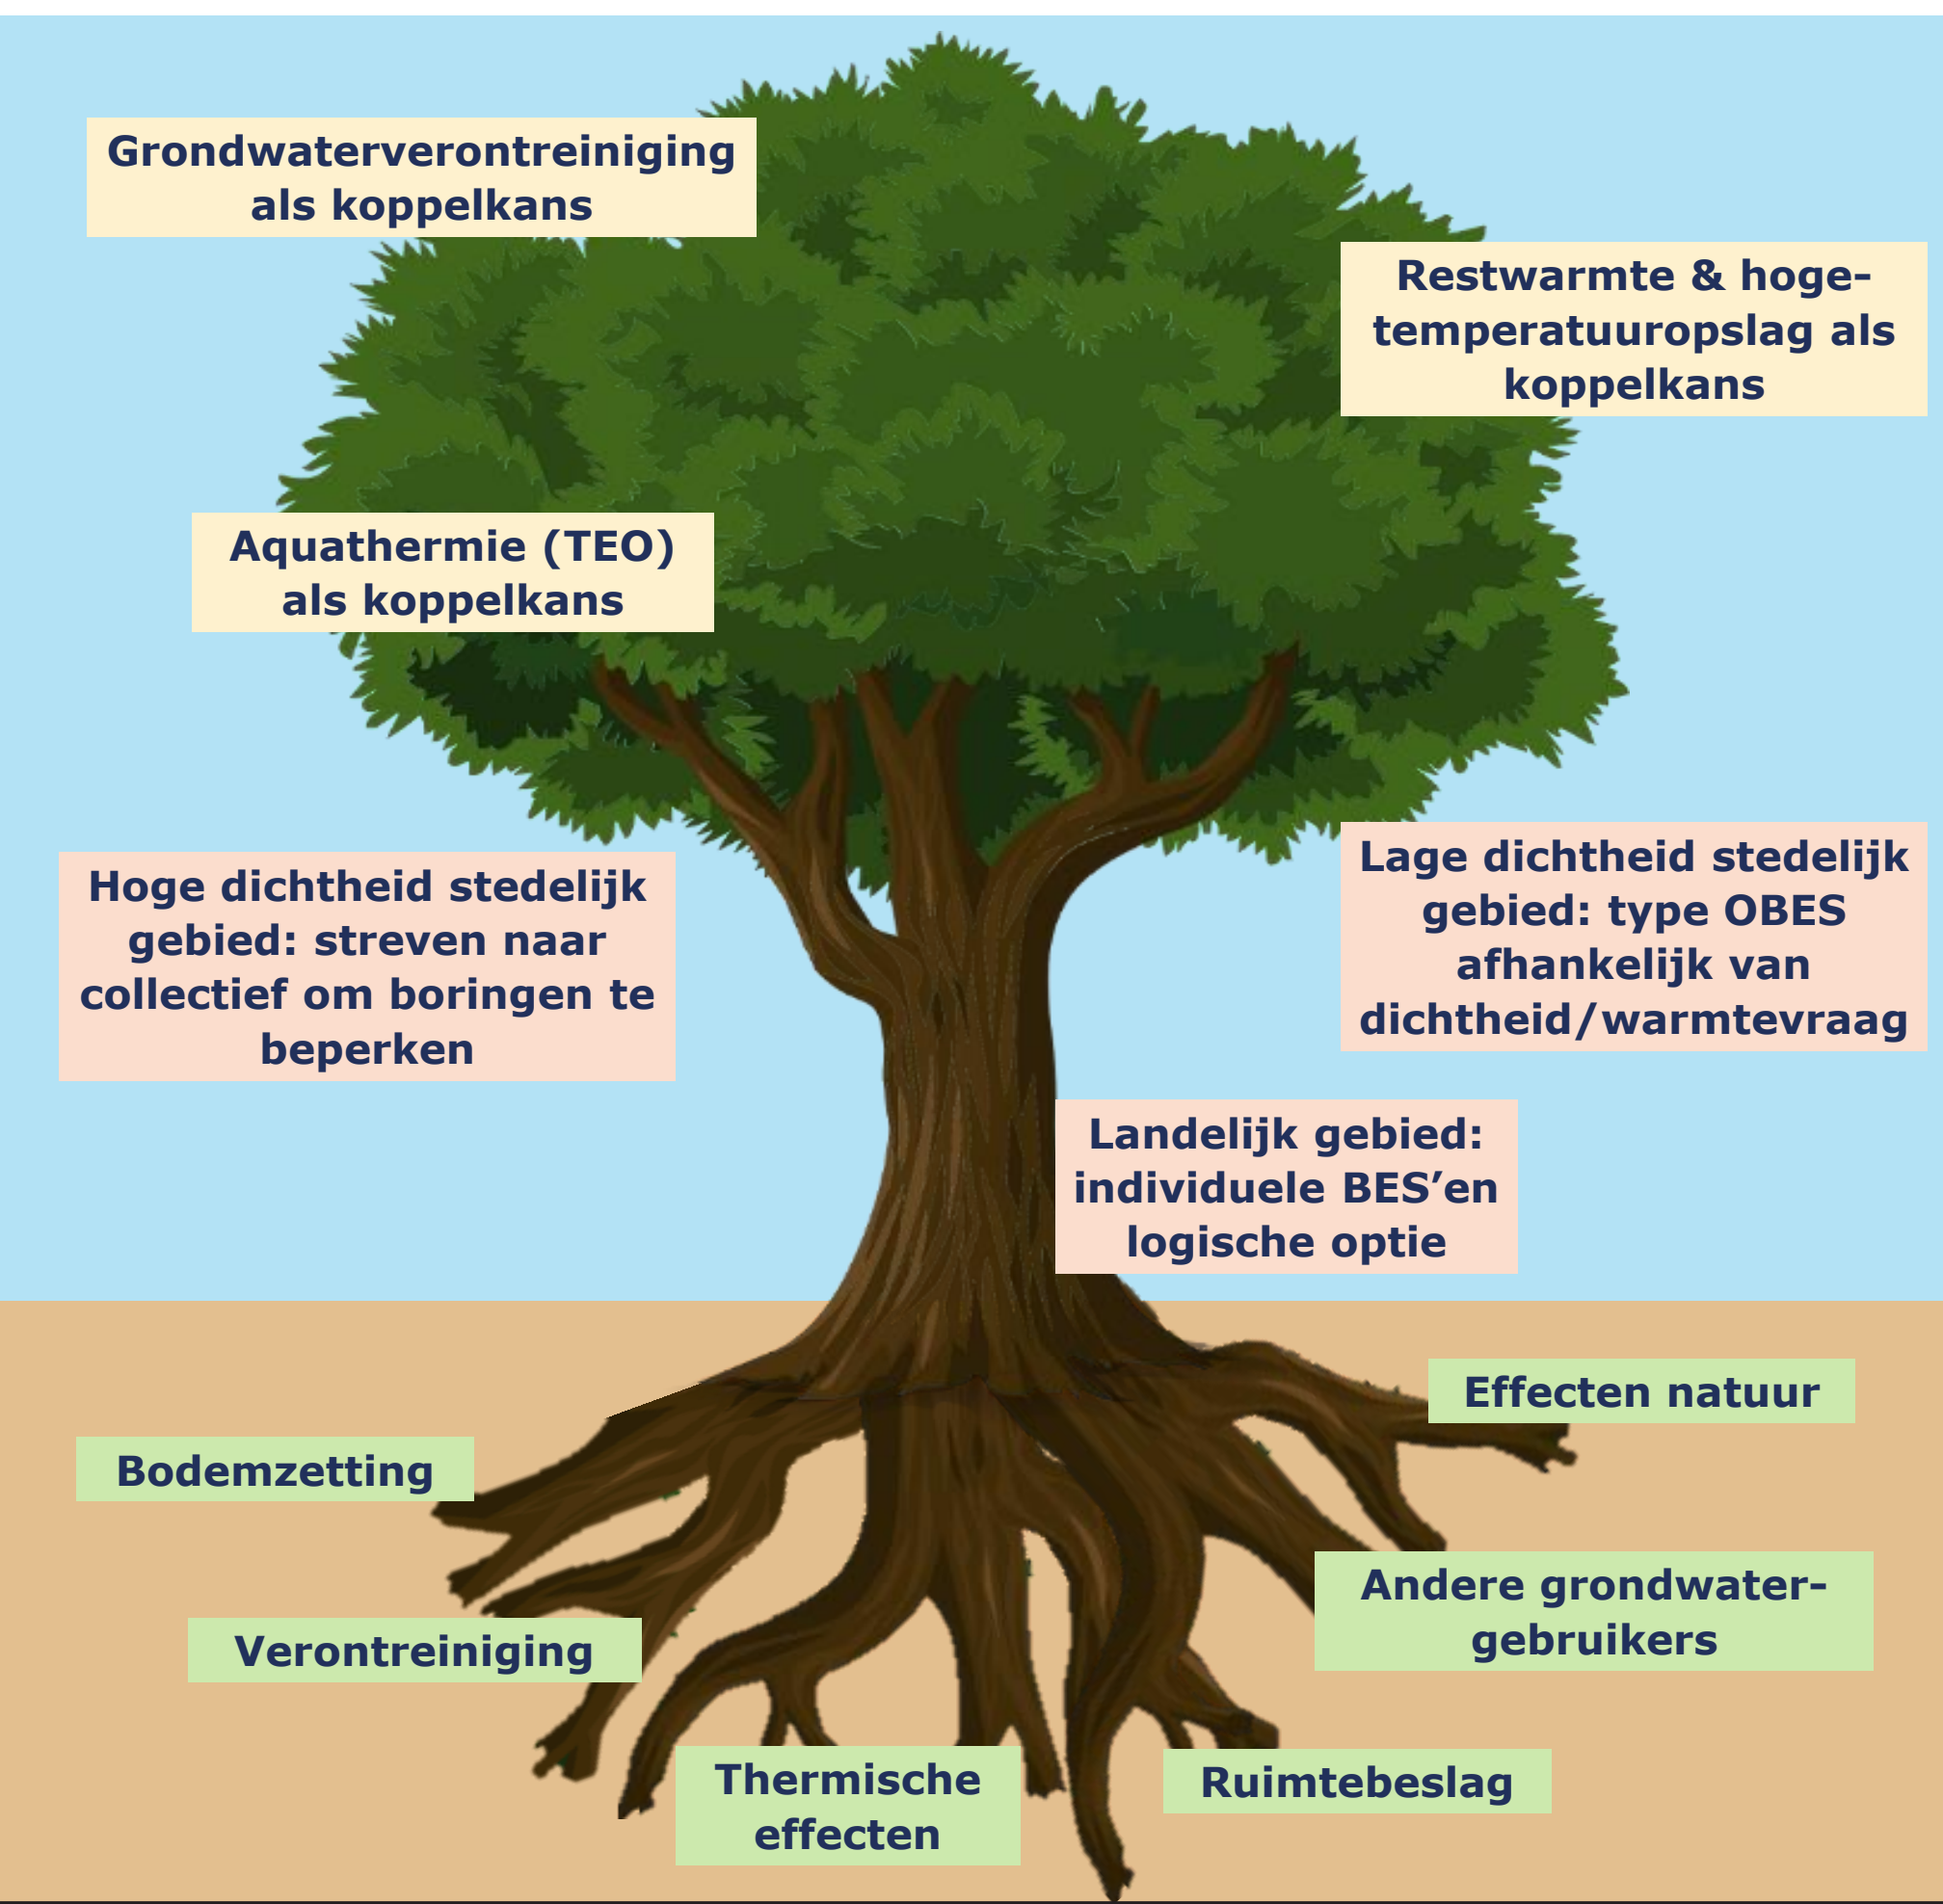 Grondwaterverontreiniging
als koppelkans
Restwarmte & hoge-
temperatuuropslag als
koppelkans
Aquathermie (TEO)
als koppelkans
Hoge dichtheid stedelijk
gebied: streven naar
collectief om boringen te
beperken
Lage dichtheid stedelijk
gebied: type OBES
afhankelijk van
dichtheid/warmtevraag
Landelijk gebied:
individuele BES’en
logische optie
Effecten natuur
Bodemzetting
Andere grondwater-
gebruikers
Verontreiniging
Thermische
effecten
Ruimtebeslag